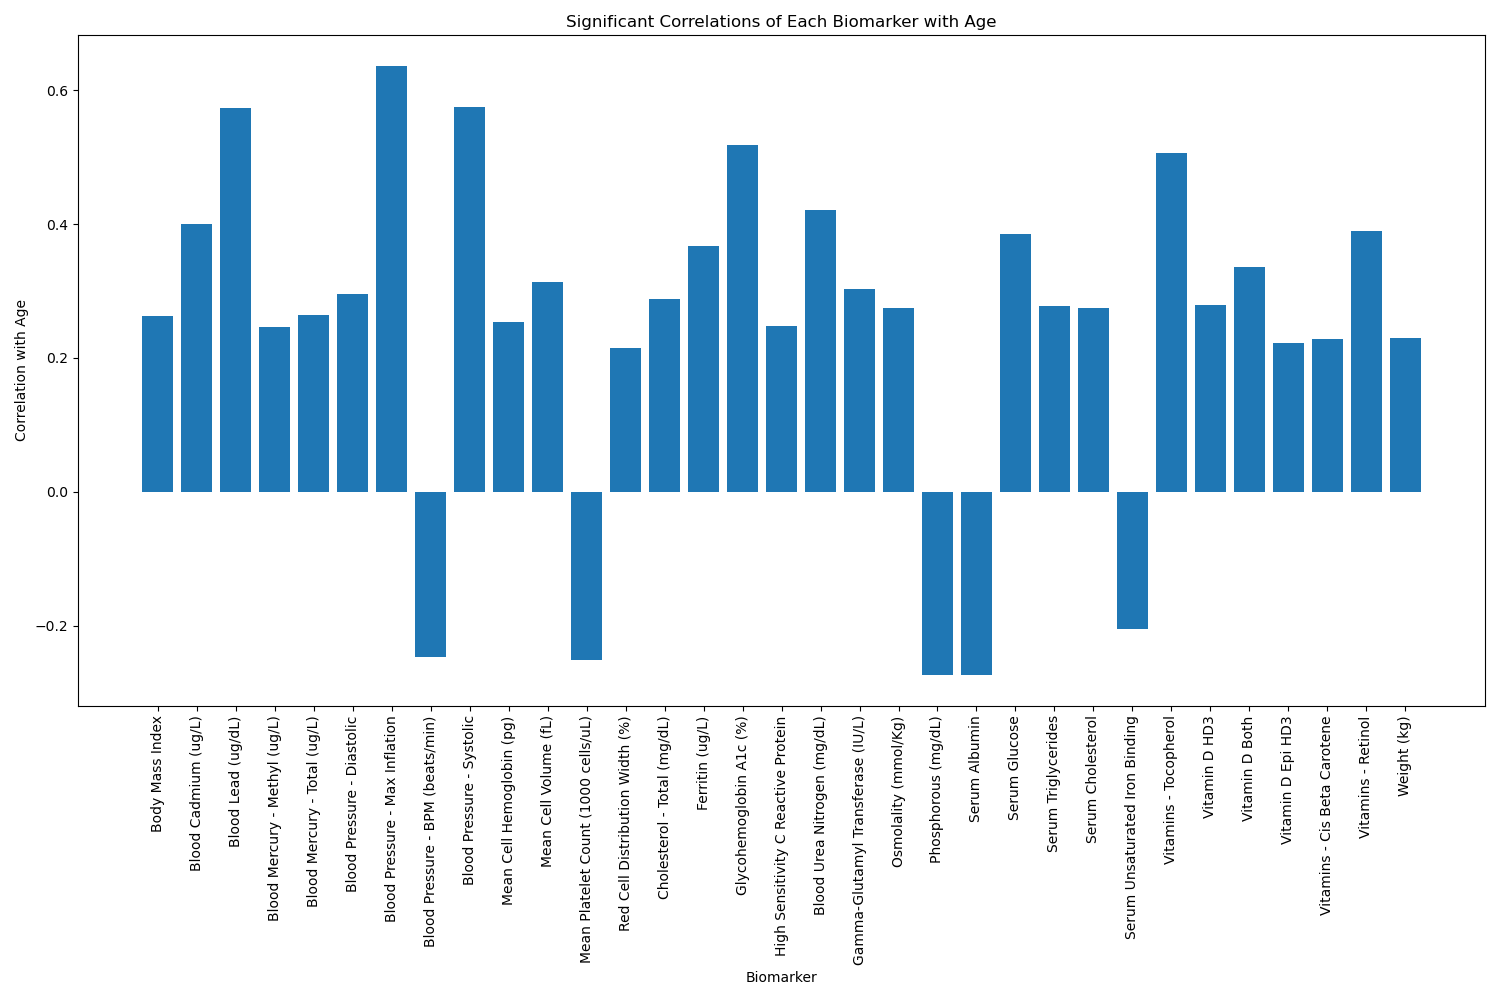 Significant Correlations of Each Biomarker with Age
Correlation with Age
0.6
0.4
0.2
0.0
−0.2
Body Mass Index
Blood Cadmium (ug/L)
Blood Lead (ug/dL)
Blood Mercury - Methyl (ug/L)
Blood Mercury - Total (ug/L)
Blood Pressure - Diastolic
Blood Pressure - Max Inflation
Blood Pressure - BPM (beats/min)
Blood Pressure - Systolic
Mean Cell Hemoglobin (pg)
Mean Cell Volume (fL)
Mean Platelet Count (1000 cells/uL)
Red Cell Distribution Width (%)
Cholesterol - Total (mg/dL)
Ferritin (ug/L)
Glycohemoglobin A1c (%)
High Sensitivity C Reactive Protein
Blood Urea Nitrogen (mg/dL)
Gamma-Glutamyl Transferase (IU/L)
Osmolality (mmol/Kg)
Phosphorous (mg/dL)
Serum Albumin
Serum Glucose
Serum Triglycerides
Serum Cholesterol
Serum Unsaturated Iron Binding
Vitamins - Tocopherol
Vitamin D HD3
Vitamin D Both
Vitamin D Epi HD3
Vitamins - Cis Beta Carotene
Vitamins - Retinol
Weight (kg)
Biomarker